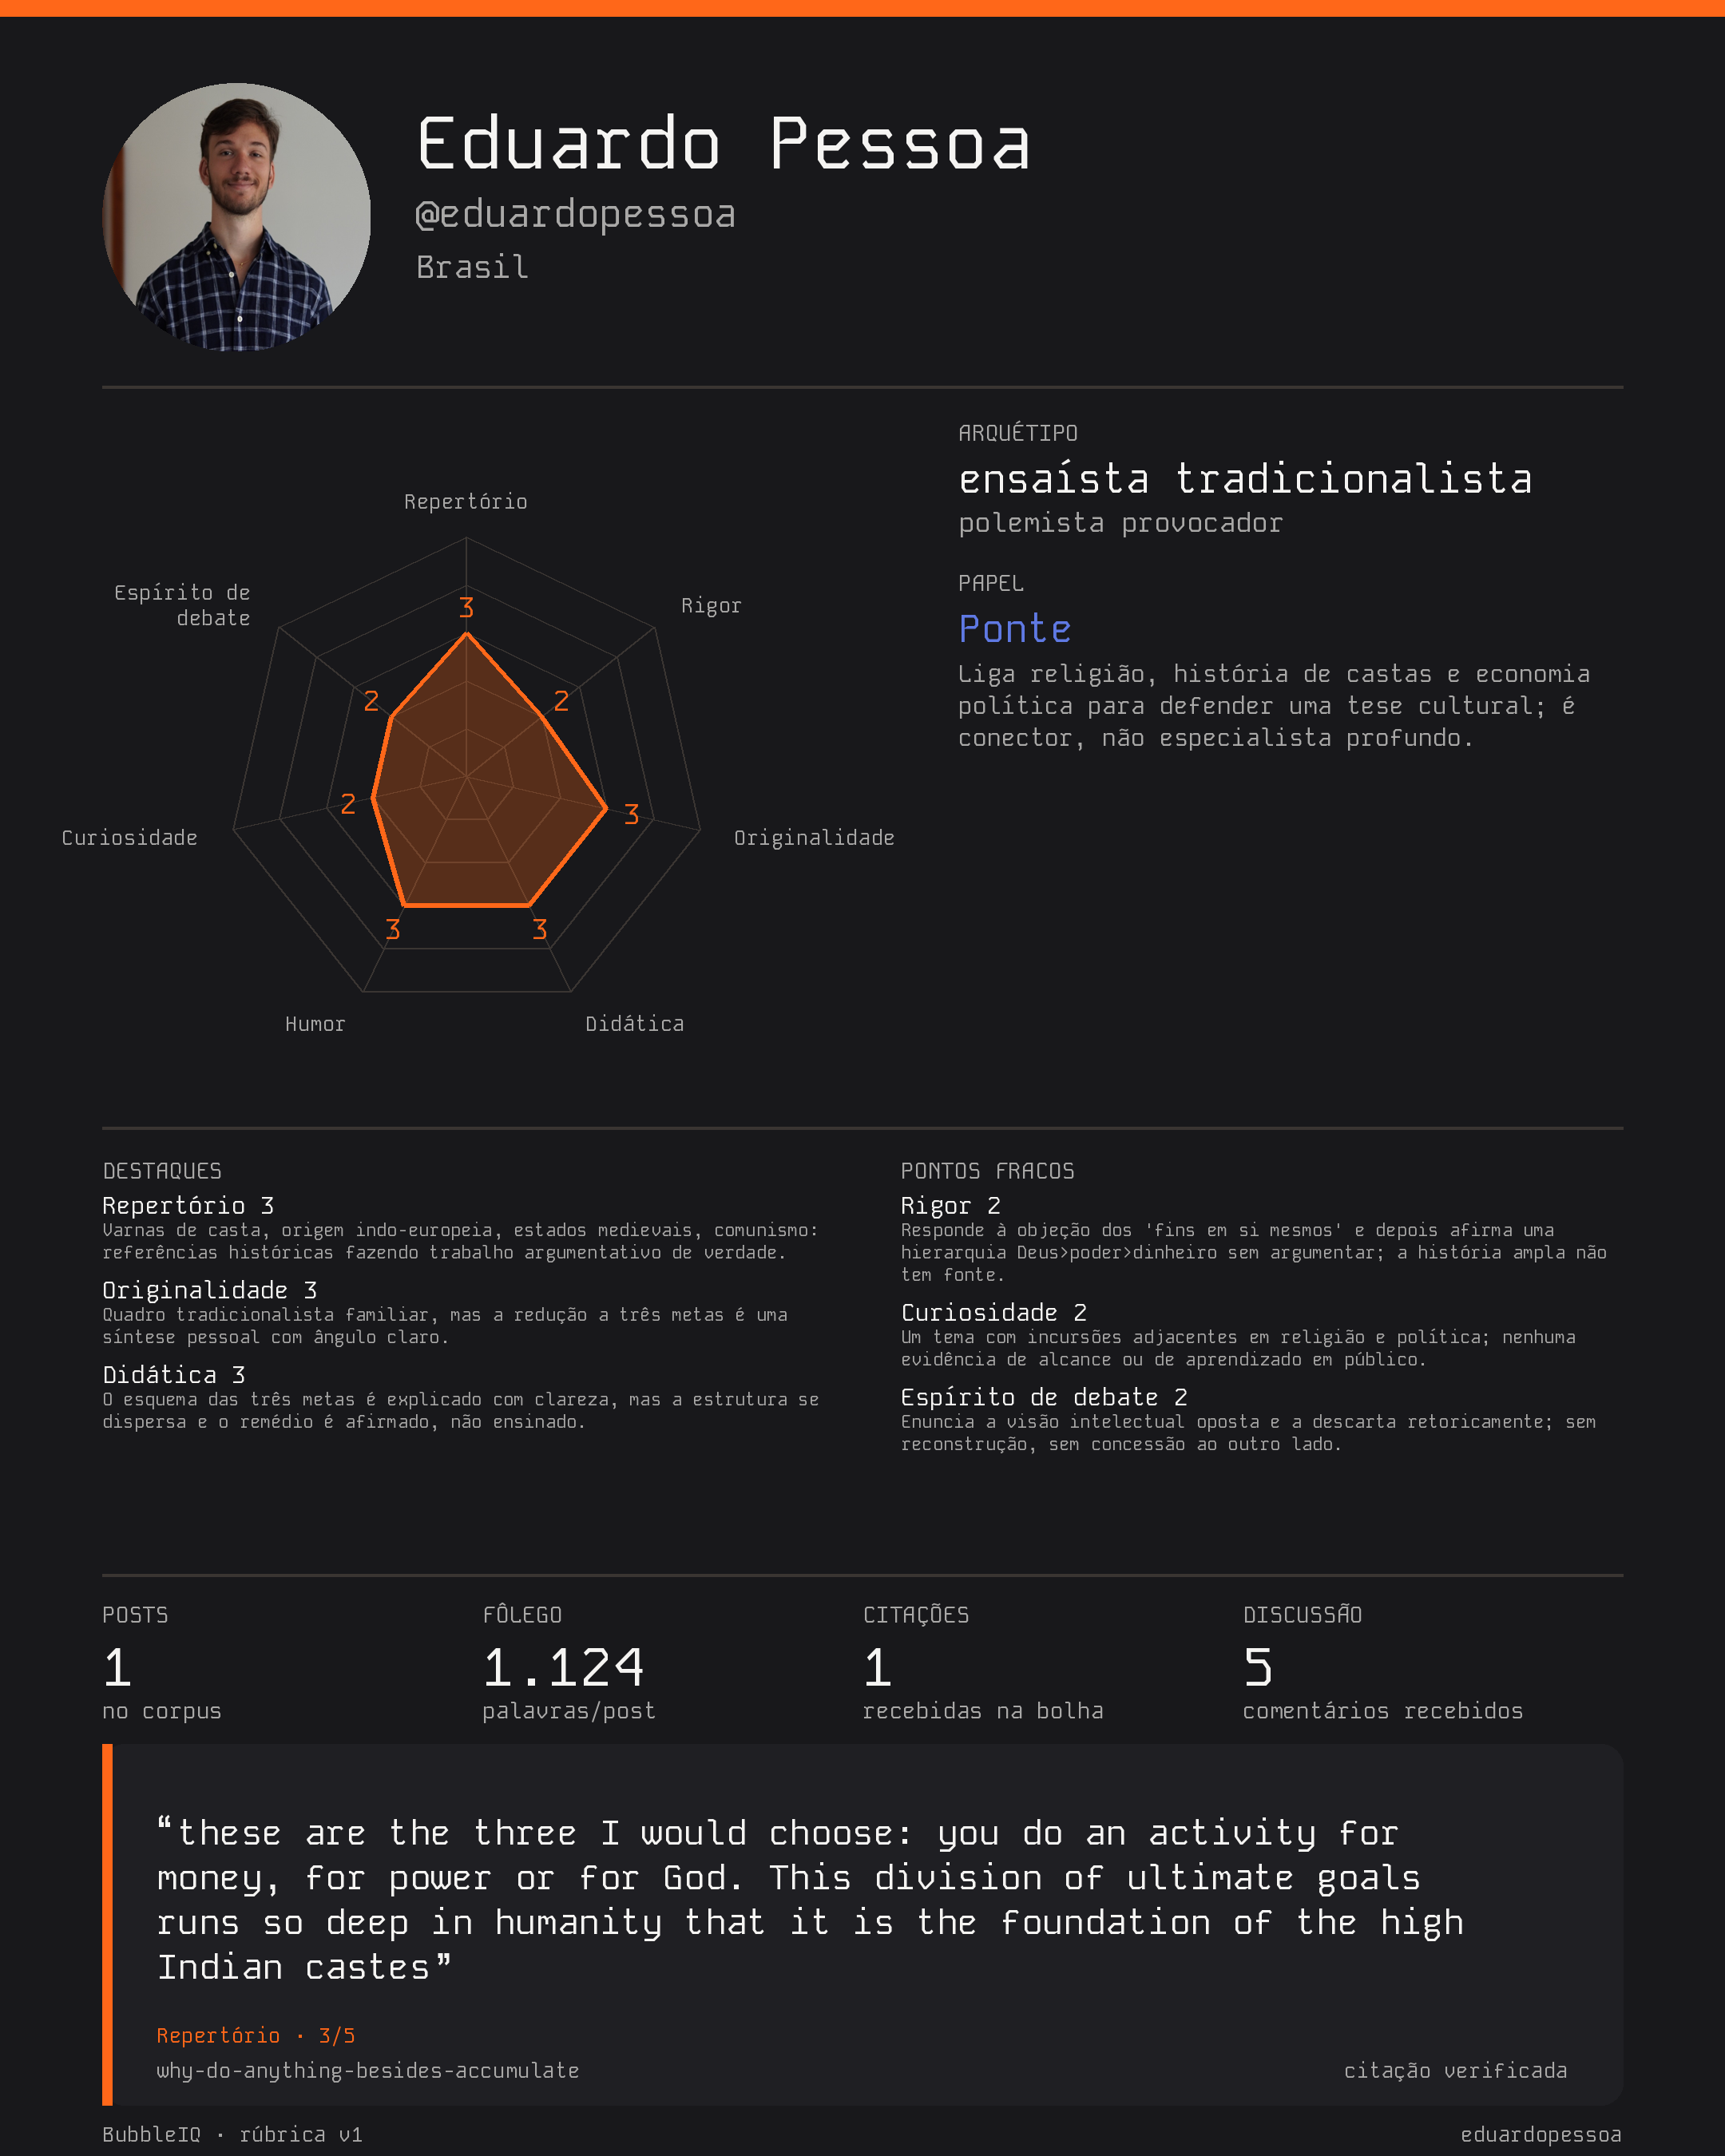 Eduardo Pessoa
@eduardopessoa
Brasil
ARQUÉTIPO
ensaísta tradicionalista
polemista provocador
PAPEL
Ponte
Liga religião, história de castas e economia
política para defender uma tese cultural; é
conector, não especialista profundo.
Repertório
3
Espírito de
debate
2
Rigor
2
Curiosidade
2
Originalidade
3
Humor
3
Didática
3
DESTAQUES
Repertório 3
Varnas de casta, origem indo-europeia, estados medievais, comunismo:
referências históricas fazendo trabalho argumentativo de verdade.
Originalidade 3
Quadro tradicionalista familiar, mas a redução a três metas é uma
síntese pessoal com ângulo claro.
Didática 3
O esquema das três metas é explicado com clareza, mas a estrutura se
dispersa e o remédio é afirmado, não ensinado.
PONTOS FRACOS
Rigor 2
Responde à objeção dos 'fins em si mesmos' e depois afirma uma
hierarquia Deus>poder>dinheiro sem argumentar; a história ampla não
tem fonte.
Curiosidade 2
Um tema com incursões adjacentes em religião e política; nenhuma
evidência de alcance ou de aprendizado em público.
Espírito de debate 2
Enuncia a visão intelectual oposta e a descarta retoricamente; sem
reconstrução, sem concessão ao outro lado.
POSTS
1
no corpus
FÔLEGO
1.124
palavras/post
CITAÇÕES
1
recebidas na bolha
DISCUSSÃO
5
comentários recebidos
“these are the three I would choose: you do an activity for
money, for power or for God. This division of ultimate goals
runs so deep in humanity that it is the foundation of the high
Indian castes”
Repertório · 3/5
why-do-anything-besides-accumulate
citação verificada
BubbleIQ · rúbrica v1
eduardopessoa